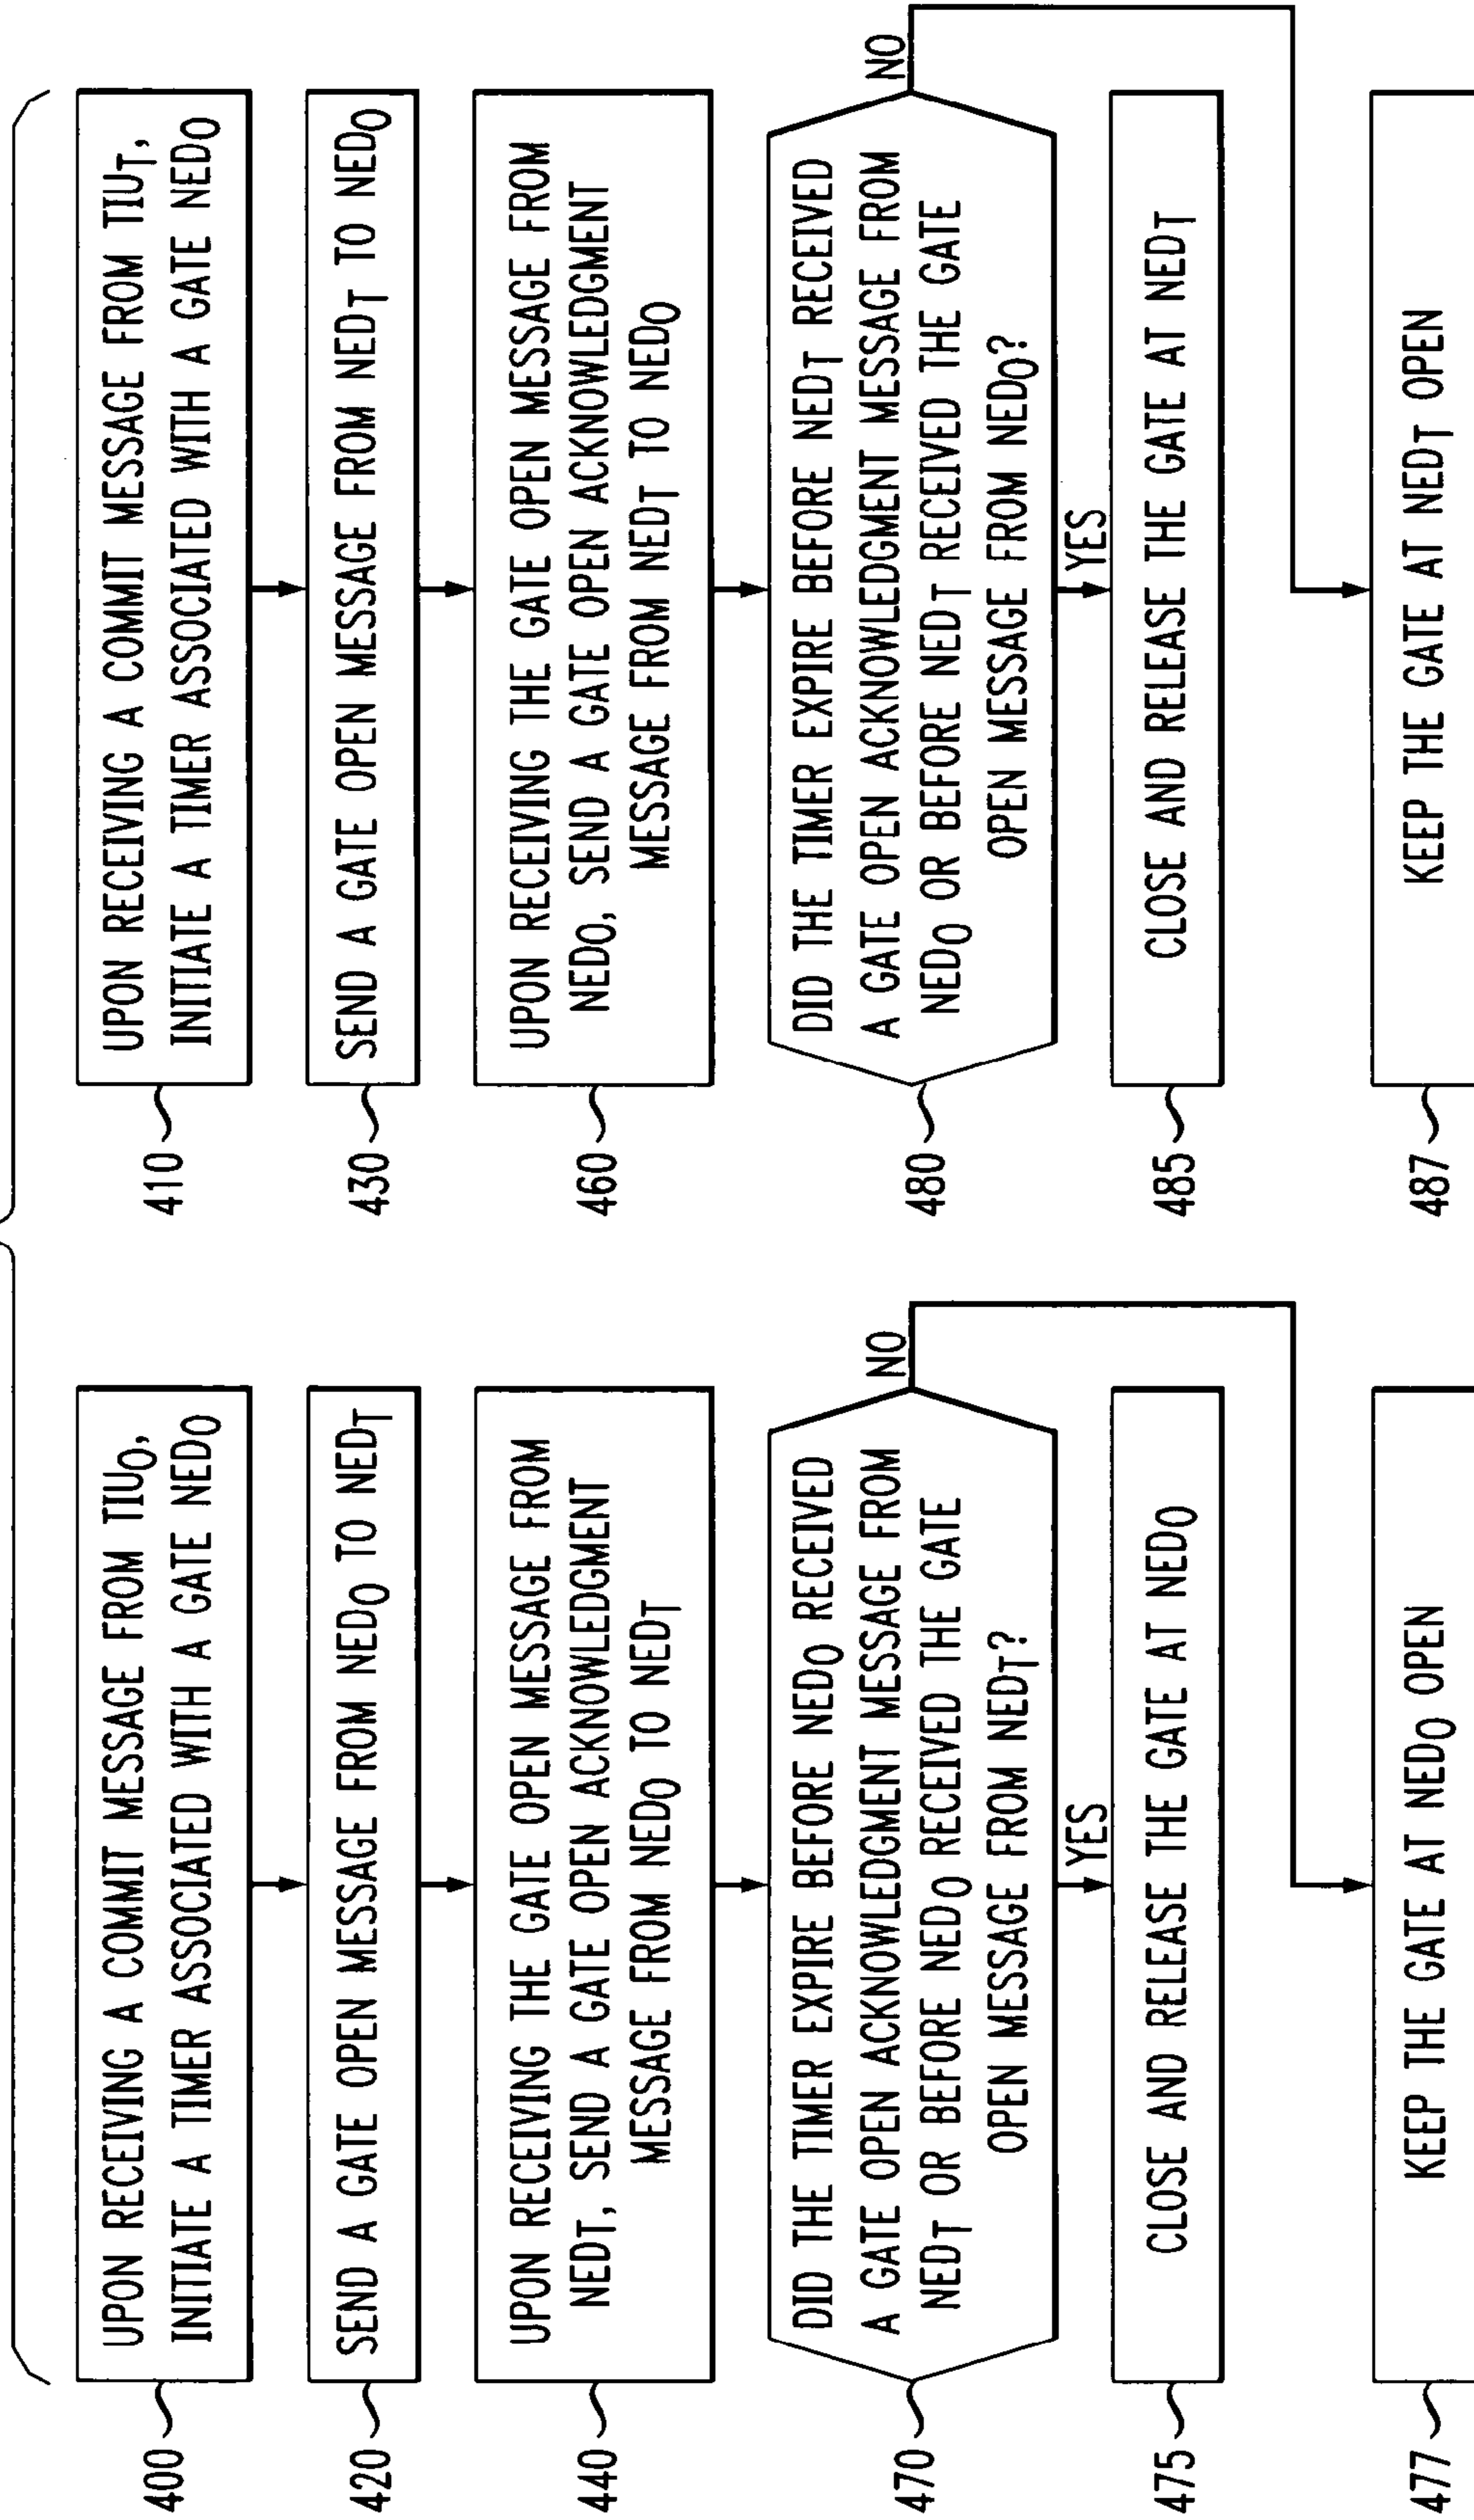 400
UPON RECEIVING A COMMIT MESSAGE FROM TIUO,
INITIATE A TIMER ASSOCIATED WITH A GATE NEDO
420
SEND A GATE OPEN MESSAGE FROM NEDO TO NEDT
440
UPON RECEIVING THE GATE OPEN MESSAGE FROM
NEDT, SEND A GATE OPEN ACKNOWLEDGMENT
MESSAGE FROM NEDO TO NEDT
470
DID THE TIMER EXPIRE BEFORE NEDO RECEIVED
A GATE OPEN ACKNOWLEDGMENT MESSAGE FROM
NEDT OR BEFORE NEDO RECEIVED THE GATE
OPEN MESSAGE FROM NEDT?
NO
YES
475
CLOSE AND RELEASE THE GATE AT NEDO
477
KEEP THE GATE AT NEDO OPEN
410
UPON RECEIVING A COMMIT MESSAGE FROM TIUT,
INITIATE A TIMER ASSOCIATED WITH A GATE NEDO
430
SEND A GATE OPEN MESSAGE FROM NEDT TO NEDO
460
UPON RECEIVING THE GATE OPEN MESSAGE FROM
NEDO, SEND A GATE OPEN ACKNOWLEDGMENT
MESSAGE FROM NEDT TO NEDO
480
DID THE TIMER EXPIRE BEFORE NEDT RECEIVED
A GATE OPEN ACKNOWLEDGMENT MESSAGE FROM
NEDO OR BEFORE NEDT RECEIVED THE GATE
OPEN MESSAGE FROM NEDO?
NO
YES
485
CLOSE AND RELEASE THE GATE AT NEDT
487
KEEP THE GATE AT NEDT OPEN